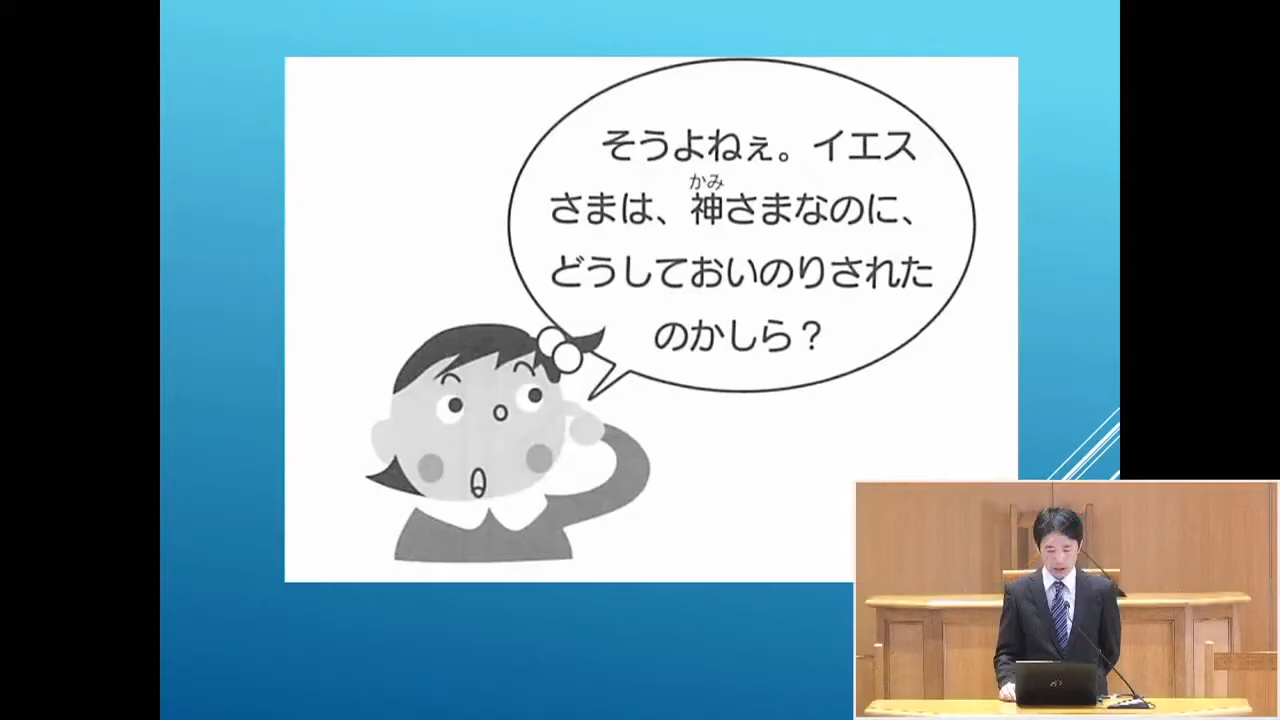 そうよねぇ。イエス
かみ
さまは、神さまなのに、
どうしておいのりされた
のかしら？